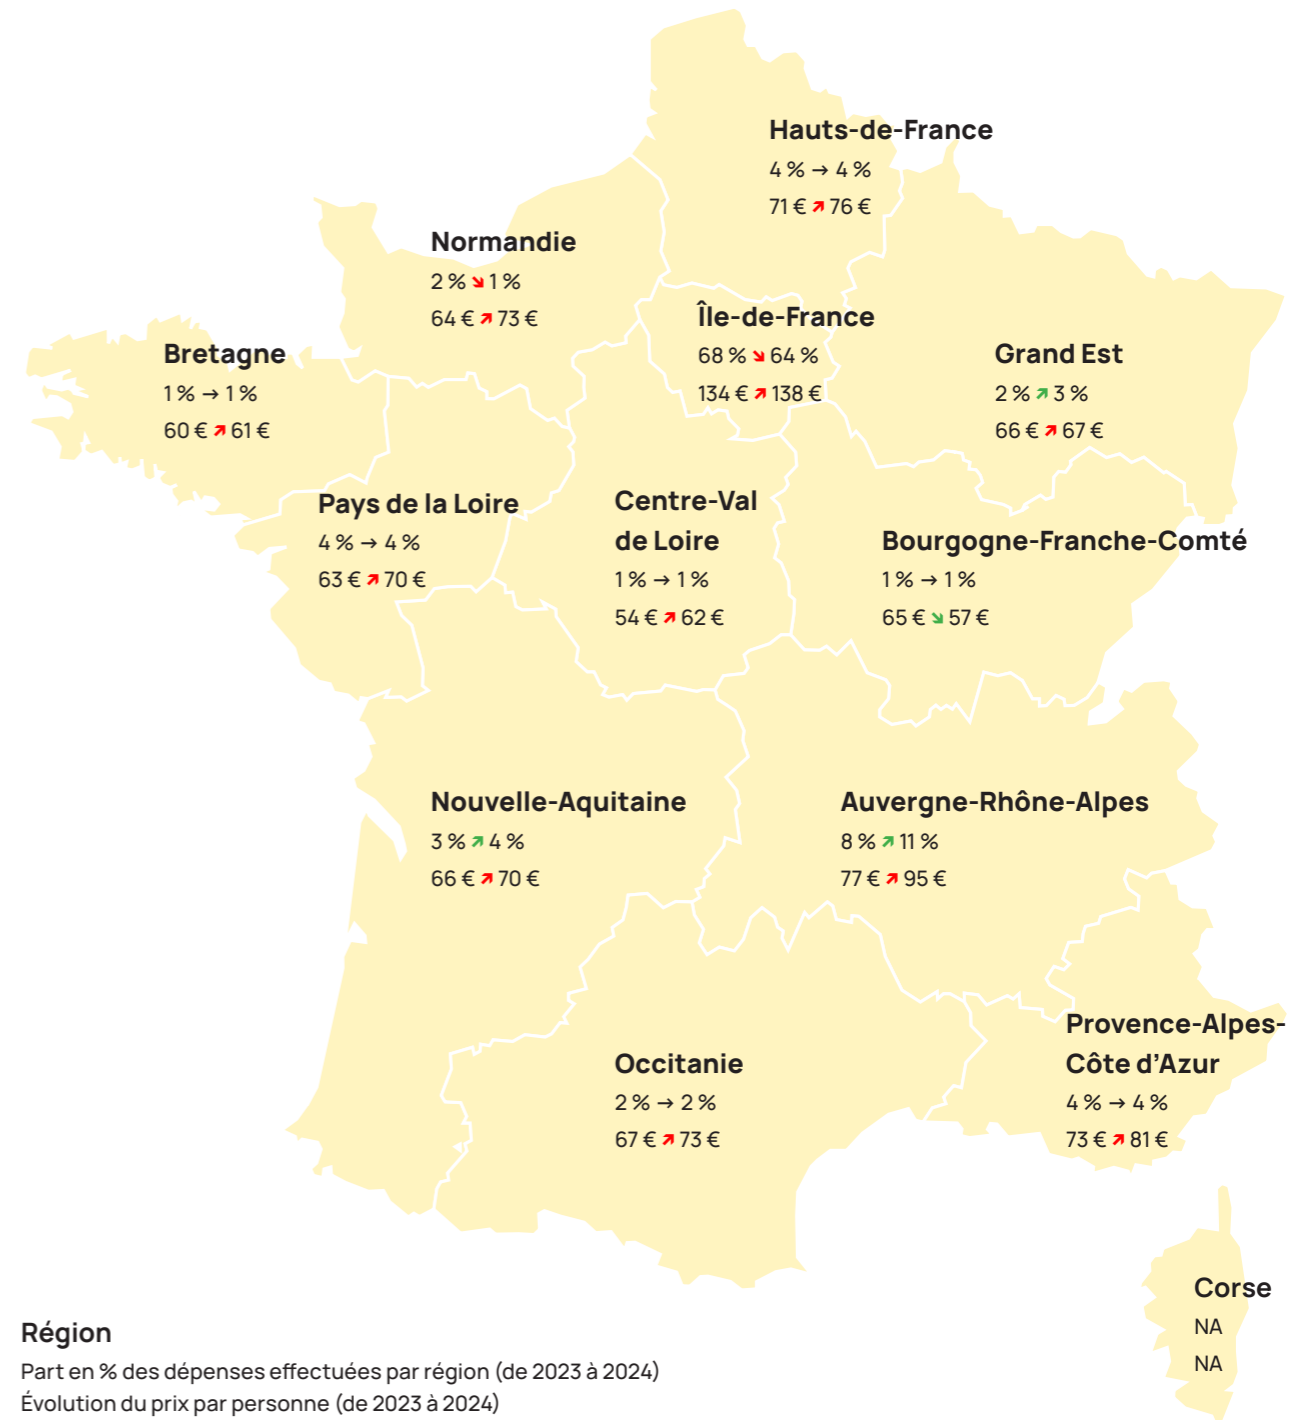 Hauts-de-France
4 % → 4 %
71 € ↗ 76 €
Normandie
2 % ↘ 1 %
64 € ↗ 73 €
Île-de-France
68 % ↘ 64 %
134 € ↗ 138 €
Bretagne
1 % → 1 %
60 € ↗ 61 €
Grand Est
2 % ↗ 3 %
66 € ↗ 67 €
Pays de la Loire
4 % → 4 %
63 € ↗ 70 €
Centre-Val
de Loire
1 % → 1 %
54 € ↗ 62 €
Bourgogne-Franche-Comté
1 % → 1 %
65 € ↘ 57 €
Nouvelle-Aquitaine
3 % ↗ 4 %
66 € ↗ 70 €
Auvergne-Rhône-Alpes
8 % ↗ 11 %
77 € ↗ 95 €
Occitanie
2 % → 2 %
67 € ↗ 73 €
Provence-Alpes-
Côte d’Azur
4 % → 4 %
73 € ↗ 81 €
Corse
NA
NA
Région
Part en % des dépenses effectuées par région (de 2023 à 2024)
Évolution du prix par personne (de 2023 à 2024)